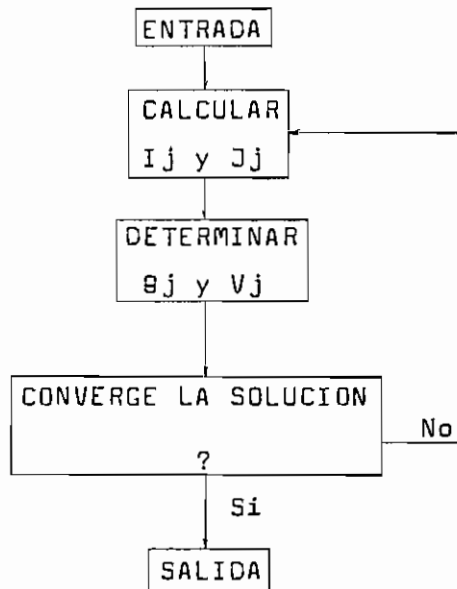 ENTRADA
CALCULAR
Ij y Jj
DETERMINAR
θj y Vj
CONVERGE LA SOLUCION
?
No
Si
SALIDA